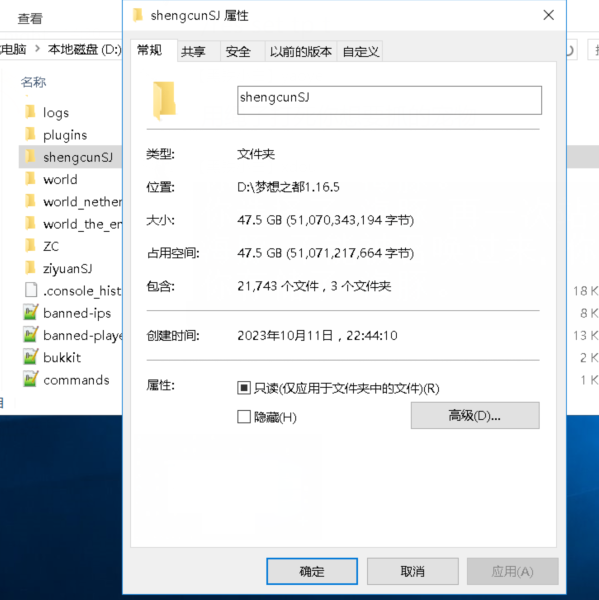 查看
电脑 > 本地磁盘 (D:)
名称
logs
plugins
shengcunSJ
world
world_nether
world_the_en
ZC
ziyuanSJ
.console_hist
banned-ips
banned-playe
bukkit
commands
18 K
8 K
13 K
2 K
1 K
shengcunSJ 属性
常规 共享 安全 以前的版本 自定义
shengcunSJ
类型: 文件夹
位置: D:\梦想之都1.16.5
大小: 47.5 GB (51,070,343,194 字节)
占用空间: 47.5 GB (51,071,217,664 字节)
包含: 21,743 个文件，3 个文件夹
创建时间: 2023年10月11日，22:44:10
属性: 只读(仅应用于文件夹中的文件)(R)
隐藏(H) 高级(D)...
确定 取消 应用(A)